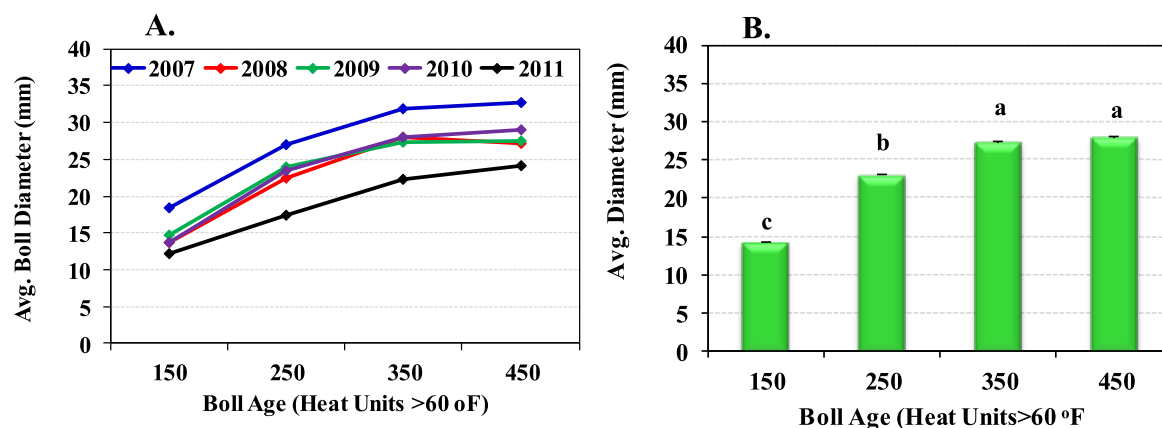 A.
40
35
30
25
20
15
10
5
0
Avg. Boll Diameter (mm)
2007 2008 2009 2010 2011
150 250 350 450
Boll Age (Heat Units >60 oF)
B.
40
35
30
25
20
15
10
5
0
Avg. Diameter (mm)
c
b
a
a
150 250 350 450
Boll Age (Heat Units>60 ᵒF